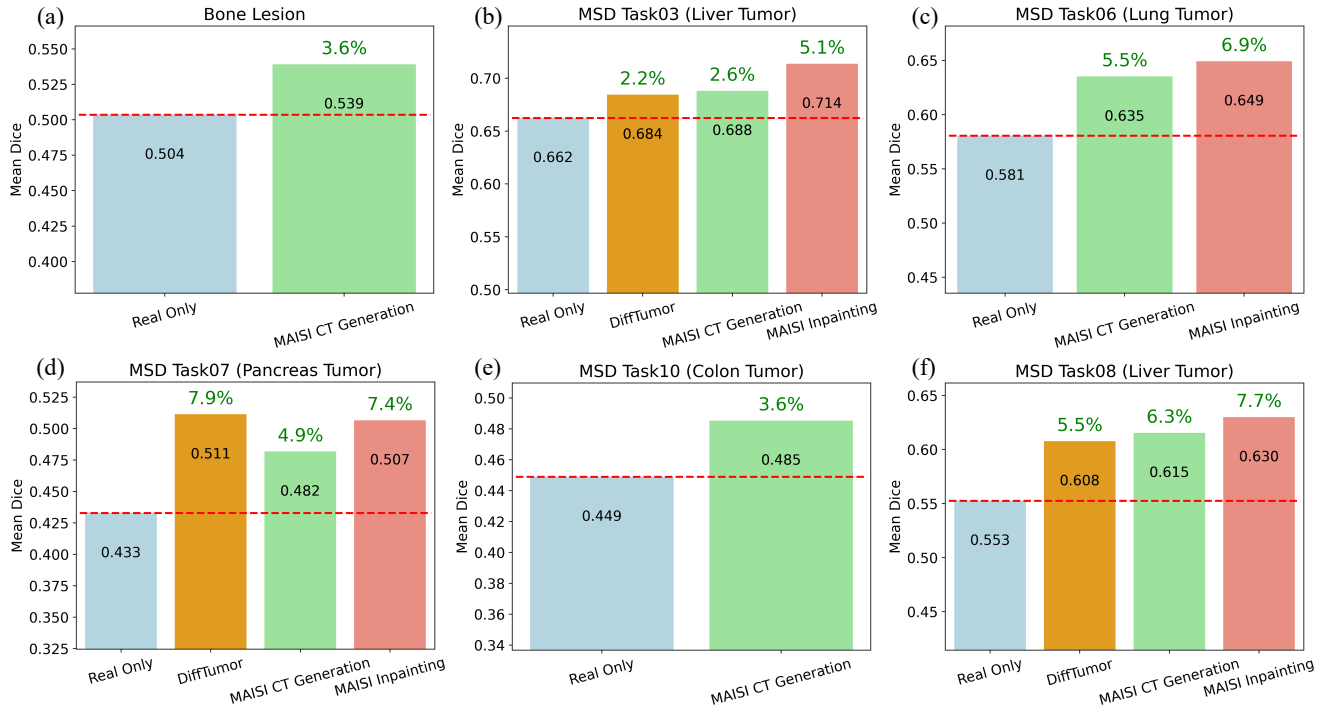 (a)
Bone Lesion
Mean Dice
0.550
0.525
0.500
0.475
0.450
0.425
0.400
3.6%
0.539
0.504
Real Only
MAISI CT Generation
(b)
MSD Task03 (Liver Tumor)
Mean Dice
0.70
0.65
0.60
0.55
0.50
2.2%
2.6%
5.1%
0.662
0.684
0.688
0.714
Real Only
DiffTumor
MAISI CT Generation
MAISI Inpainting
(c)
MSD Task06 (Lung Tumor)
Mean Dice
0.65
0.60
0.55
0.50
0.45
5.5%
6.9%
0.581
0.635
0.649
Real Only
MAISI CT Generation
MAISI Inpainting
(d)
MSD Task07 (Pancreas Tumor)
Mean Dice
0.525
0.500
0.475
0.450
0.425
0.400
0.375
0.350
0.325
7.9%
4.9%
7.4%
0.433
0.511
0.482
0.507
Real Only
DiffTumor
MAISI CT Generation
MAISI Inpainting
(e)
MSD Task10 (Colon Tumor)
Mean Dice
0.50
0.48
0.46
0.44
0.42
0.40
0.38
0.36
0.34
3.6%
0.449
0.485
Real Only
MAISI CT Generation
(f)
MSD Task08 (Liver Tumor)
Mean Dice
0.65
0.60
0.55
0.50
0.45
5.5%
6.3%
7.7%
0.553
0.608
0.615
0.630
Real Only
DiffTumor
MAISI CT Generation
MAISI Inpainting